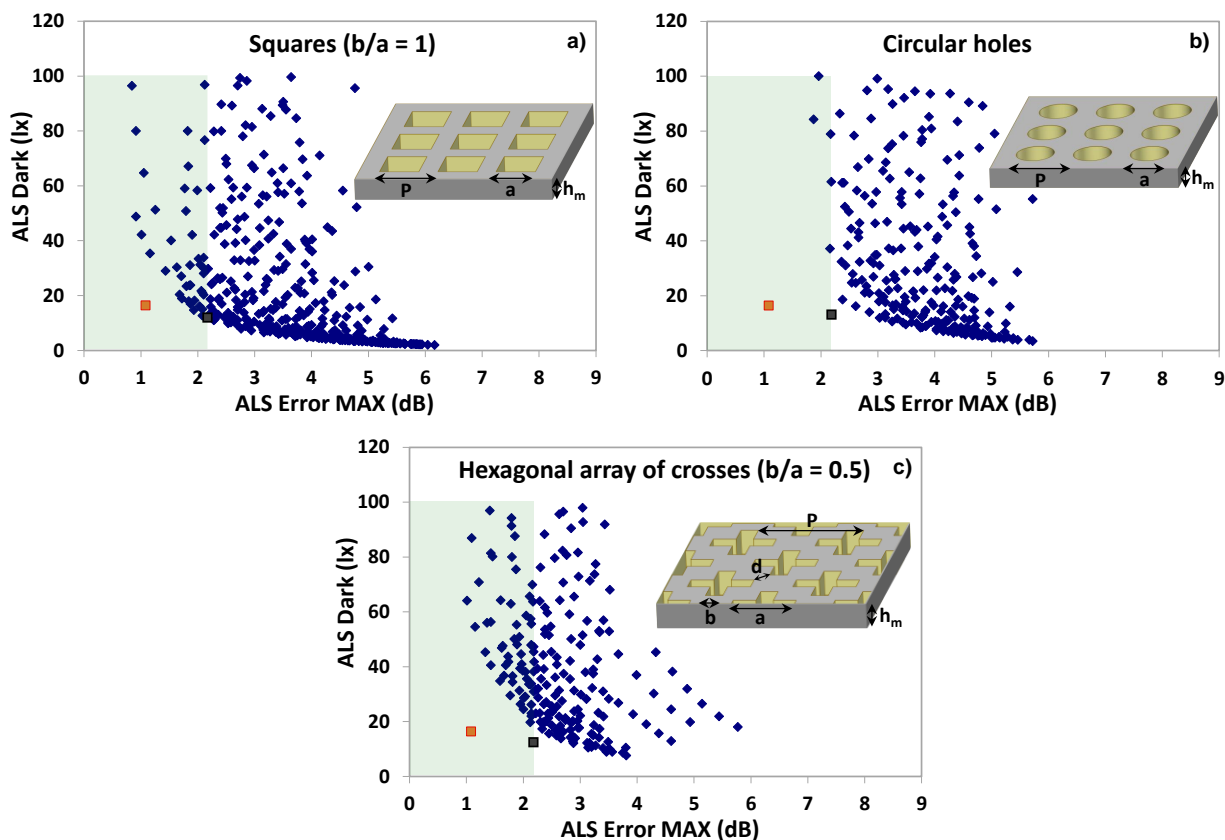 Squares (b/a = 1)
a)
ALS Dark (lx)
120
100
80
60
40
20
0
P
a
hm
0 1 2 3 4 5 6 7 8 9
ALS Error MAX (dB)
Circular holes
b)
ALS Dark (lx)
120
100
80
60
40
20
0
P
a
hm
0 1 2 3 4 5 6 7 8 9
ALS Error MAX (dB)
Hexagonal array of crosses (b/a = 0.5)
c)
ALS Dark (lx)
120
100
80
60
40
20
0
P
d
b
a
hm
0 1 2 3 4 5 6 7 8 9
ALS Error MAX (dB)